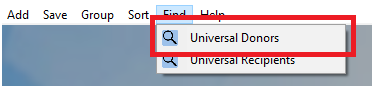 Add Save Group Sort Find Help
Universal Donors
Universal Recipients